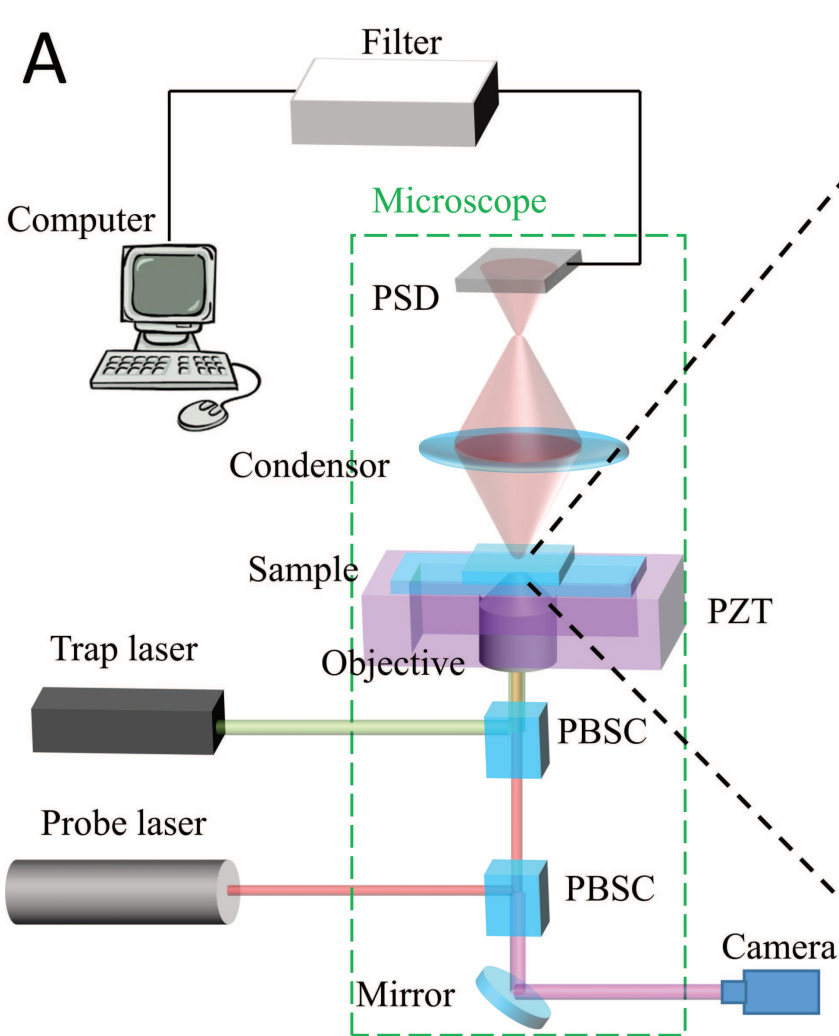 A
Filter
Computer
Microscope
PSD
Condensor
Sample
PZT
Objective
Trap laser
PBSC
Probe laser
PBSC
Camera
Mirror